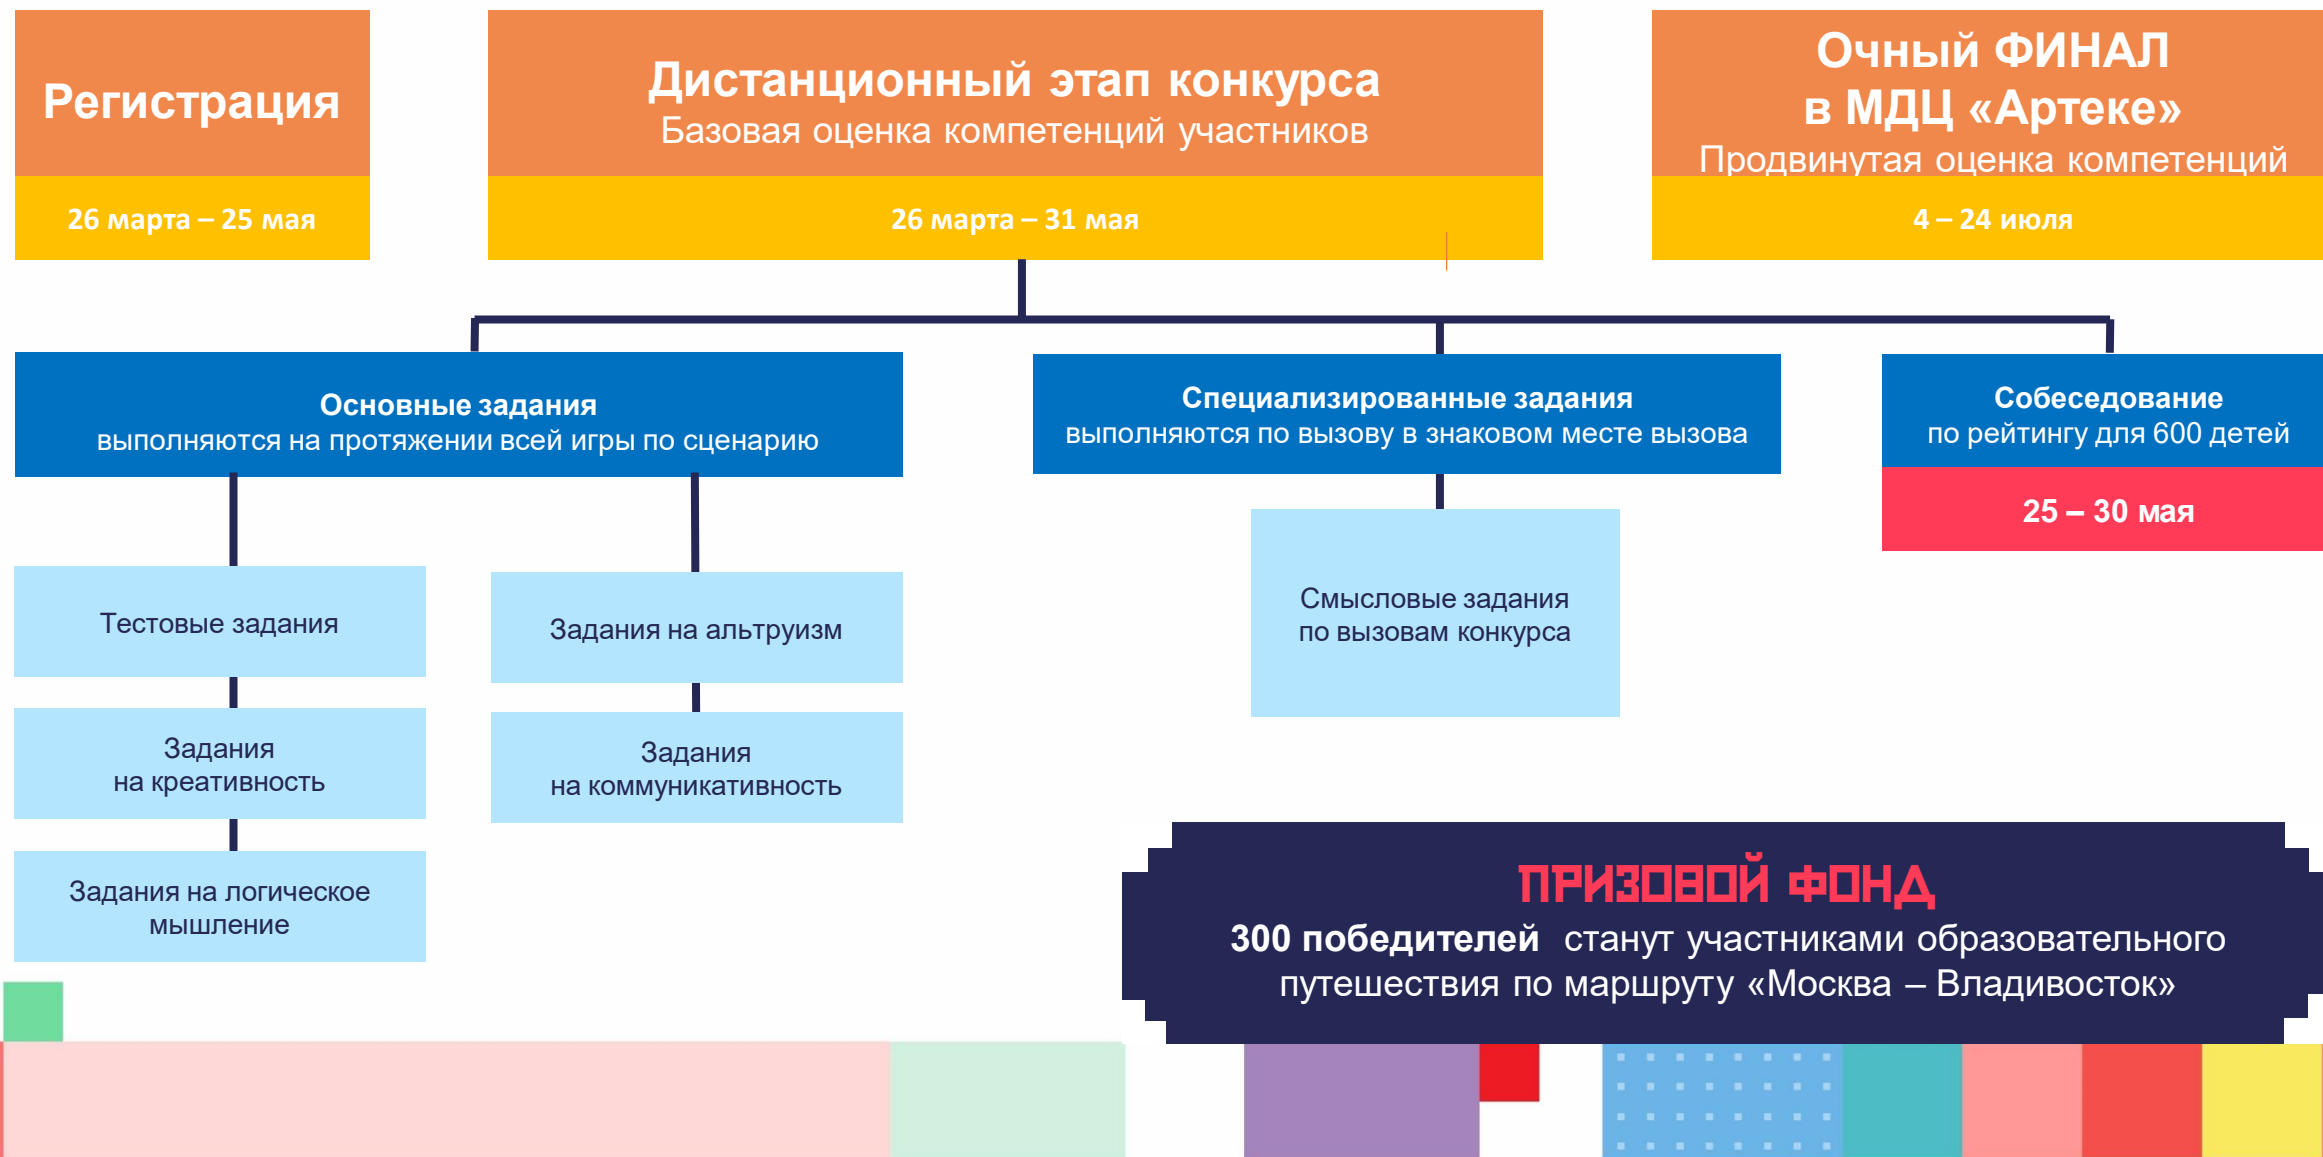 Регистрация
26 марта – 25 мая
Дистанционный этап конкурса
Базовая оценка компетенций участников
26 марта – 31 мая
Очный ФИНАЛ
в МДЦ «Артеке»
Продвинутая оценка компетенций
4 – 24 июля
Основные задания
выполняются на протяжении всей игры по сценарию
Специализированные задания
выполняются по вызову в знаковом месте вызова
Собеседование
по рейтингу для 600 детей
25 – 30 мая
Тестовые задания
Задания
на креативность
Задания на логическое
мышление
Задания на альтруизм
Задания
на коммуникативность
Смысловые задания
по вызовам конкурса
ПРИЗОВОЙ ФОНД
300 победителей станут участниками образовательного
путешествия по маршруту «Москва – Владивосток»